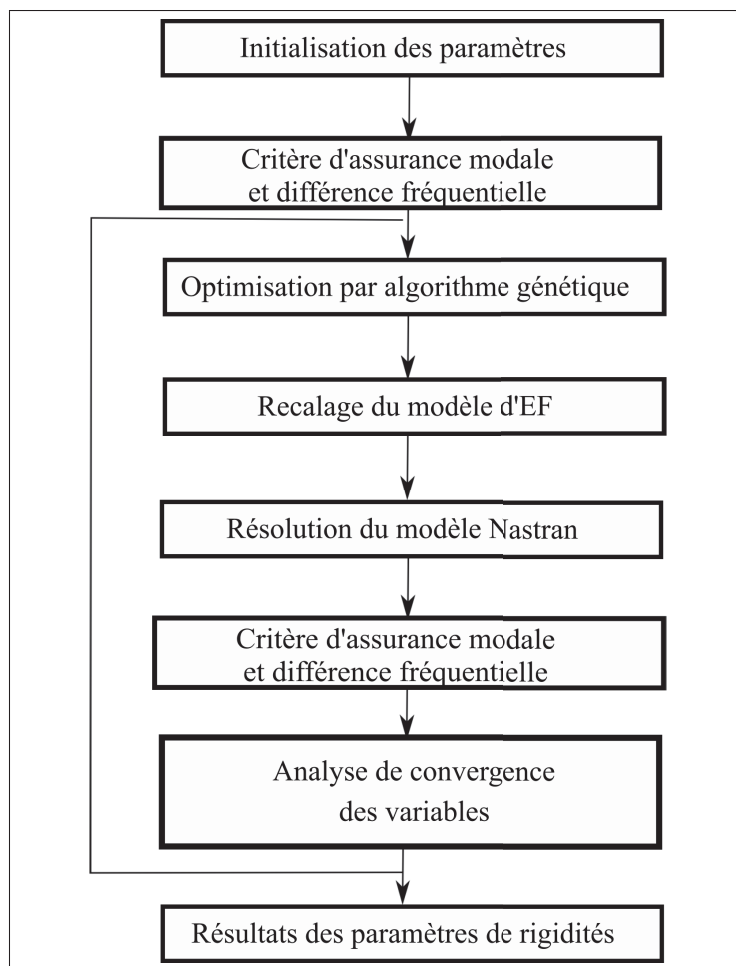 Initialisation des paramètres
Critère d'assurance modale
et différence fréquentielle
Optimisation par algorithme génétique
Recalage du modèle d'EF
Résolution du modèle Nastran
Critère d'assurance modale
et différence fréquentielle
Analyse de convergence
des variables
Résultats des paramètres de rigidités